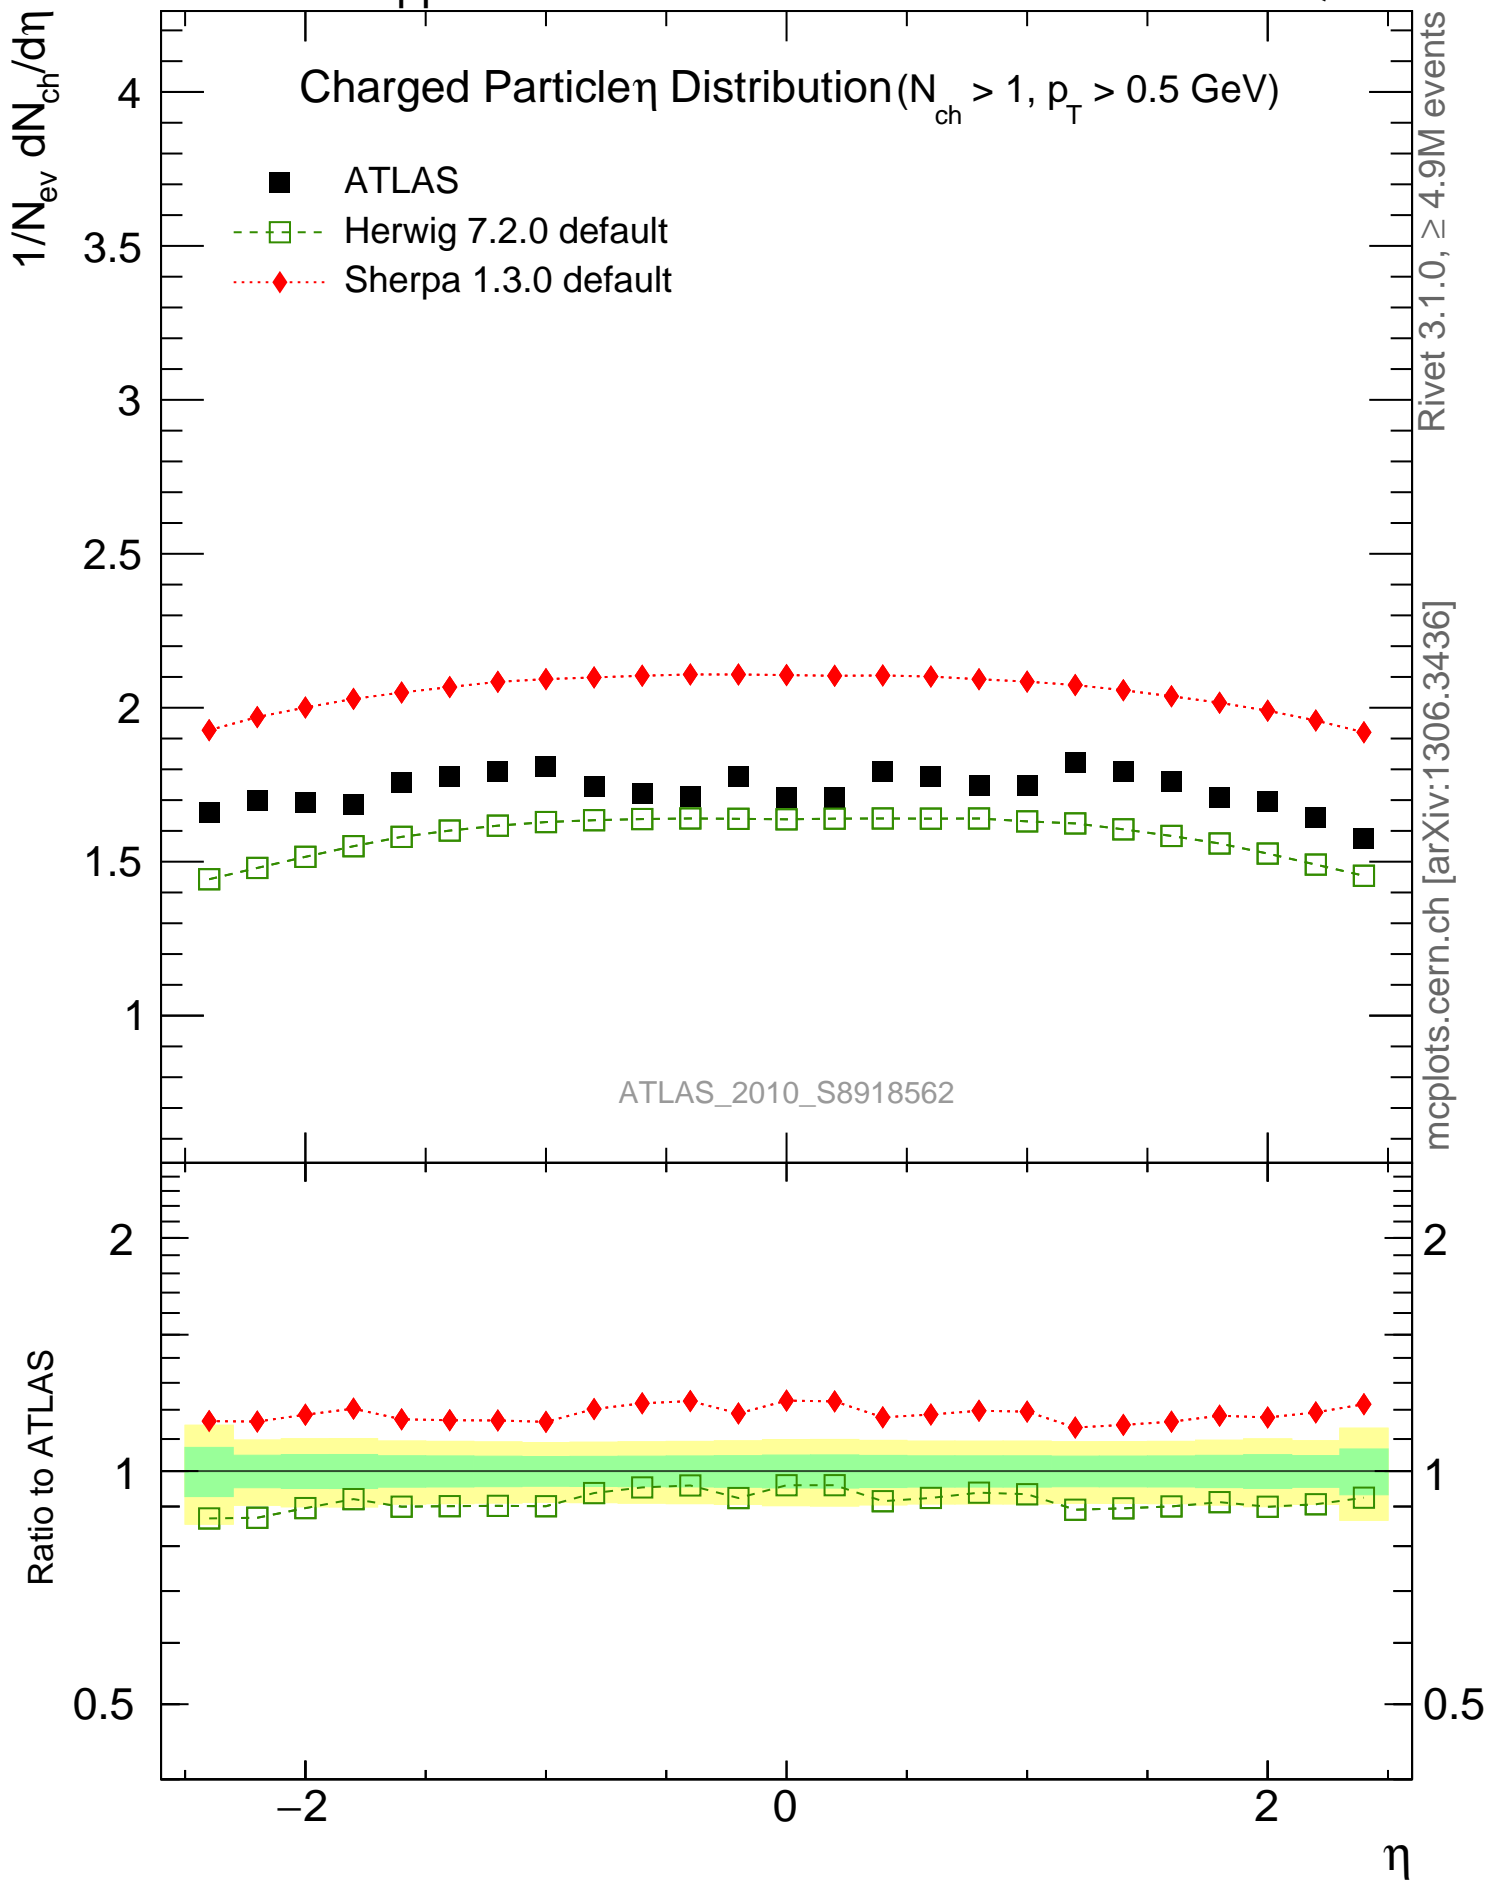 1/N_ev dN_ch/dη
Charged Particleη Distribution (N_ch > 1, p_T > 0.5 GeV)
ATLAS
Herwig 7.2.0 default
Sherpa 1.3.0 default
4
3.5
3
2.5
2
1.5
1
ATLAS_2010_S8918562
Rivet 3.1.0, ≥ 4.9M events
mcplots.cern.ch [arXiv:1306.3436]
Ratio to ATLAS
2
1
0.5
2
1
0.5
−2
0
2
η